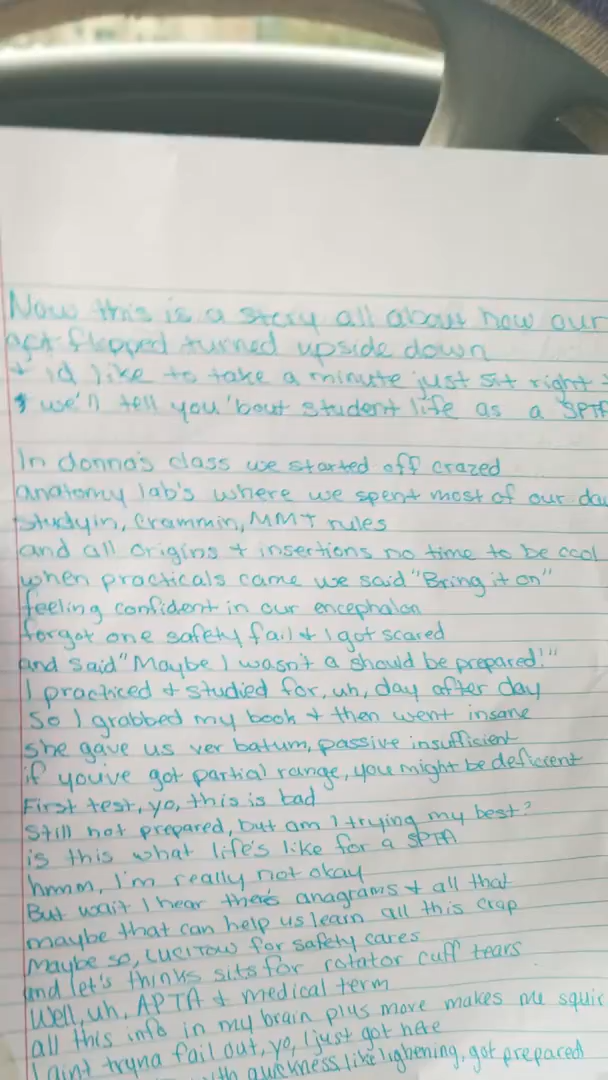 Now this is a story all about how our
flipped turned upside down
+ id like to take a minute just sit right
& we'll tell you 'bout student life as a SPTA
In donna's class we started off crazed
anatomy lab's where we spent most of our
studyin, crammin, MMT rules
and all origins + insertions no time to be cool
when practicals came we said "Bring it on"
feeling confident in our encephalon
forgot one safety fail + I got scared
and said "Maybe I wasn't a should be prepared!"
I practiced + studied for, uh, day after day
So I grabbed my book + then went insane
she gave us ver batum, passive insufficient
if youve got partial range, you might be deficient
First test, yo, this is bad
Still not prepared, but am I trying my best?
is this what life's like for a SPTA
hmmm, I'm really not okay
But wait I hear there's anagrams + all that
maybe that can help us learn all this crap
Maybe so, for safety cares
and let's thinks sits for rotator cuff tears
Well, uh, APTA + medical term
all this info in my brain plus more makes me
I aint tryna fail out, yo, I just got here
with quickness like lightening, got prepared